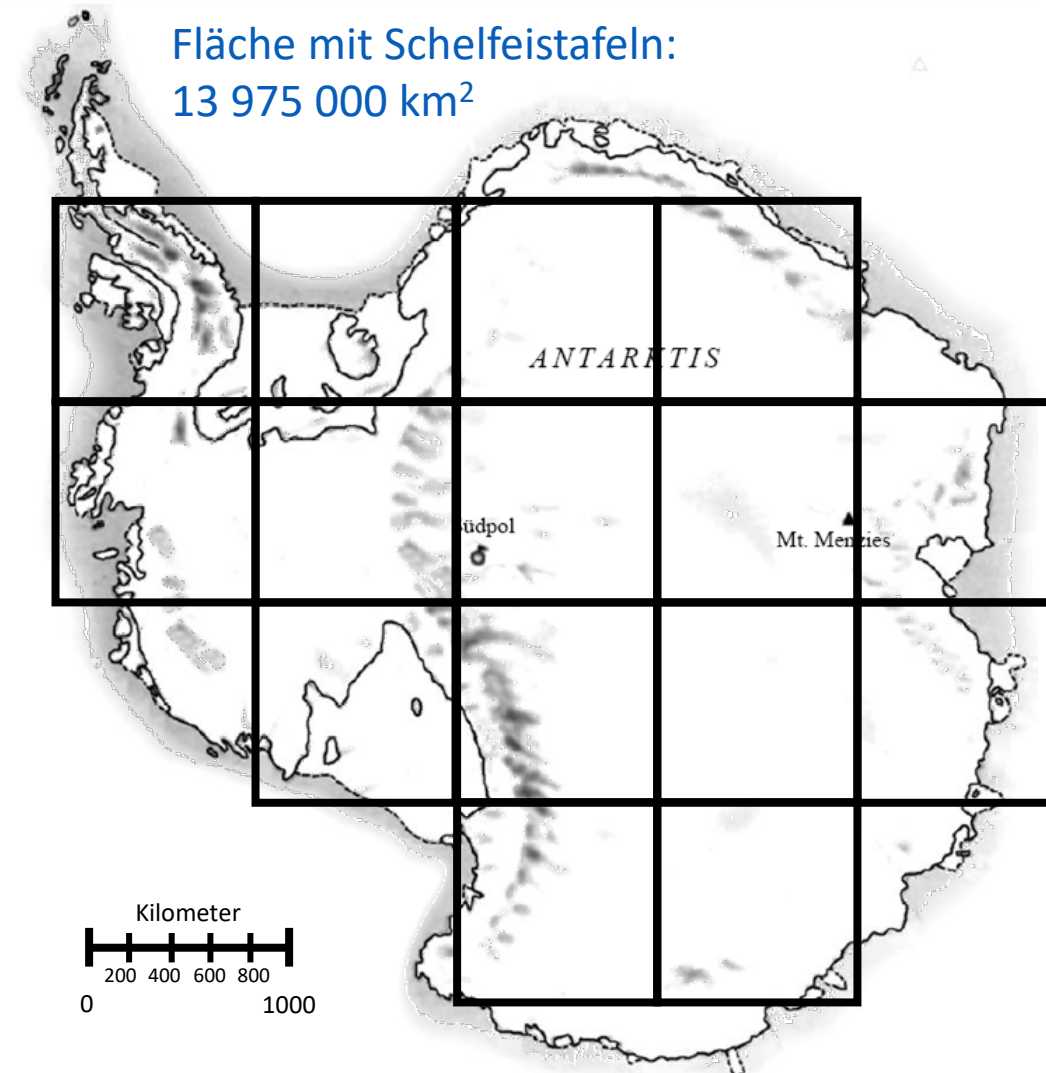 Fläche mit Schelfeistafeln:
13 975 000 km²
ANTARKTIS
Südpol
Mt. Menzies
Kilometer
200 400 600 800
0 1000